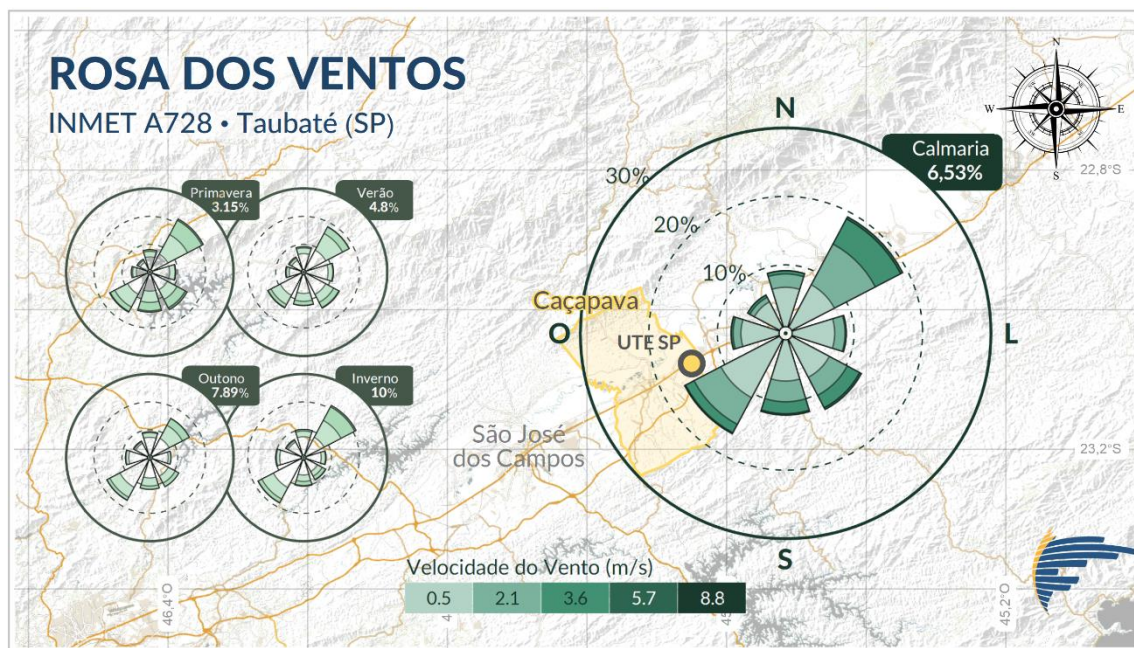 ROSA DOS VENTOS
INMET A728 • Taubaté (SP)
Primavera
3.15%
Verão
4.8%
Outono
7.89%
Inverno
10%
N
30%
20%
10%
Calmaria
6,53%
Caçapava
O
UTE SP
L
São José
dos Campos
S
N
W
E
S
22,8°S
23,2°S
Velocidade do Vento (m/s)
0.5 2.1 3.6 5.7 8.8
46,4°O
45,2°O